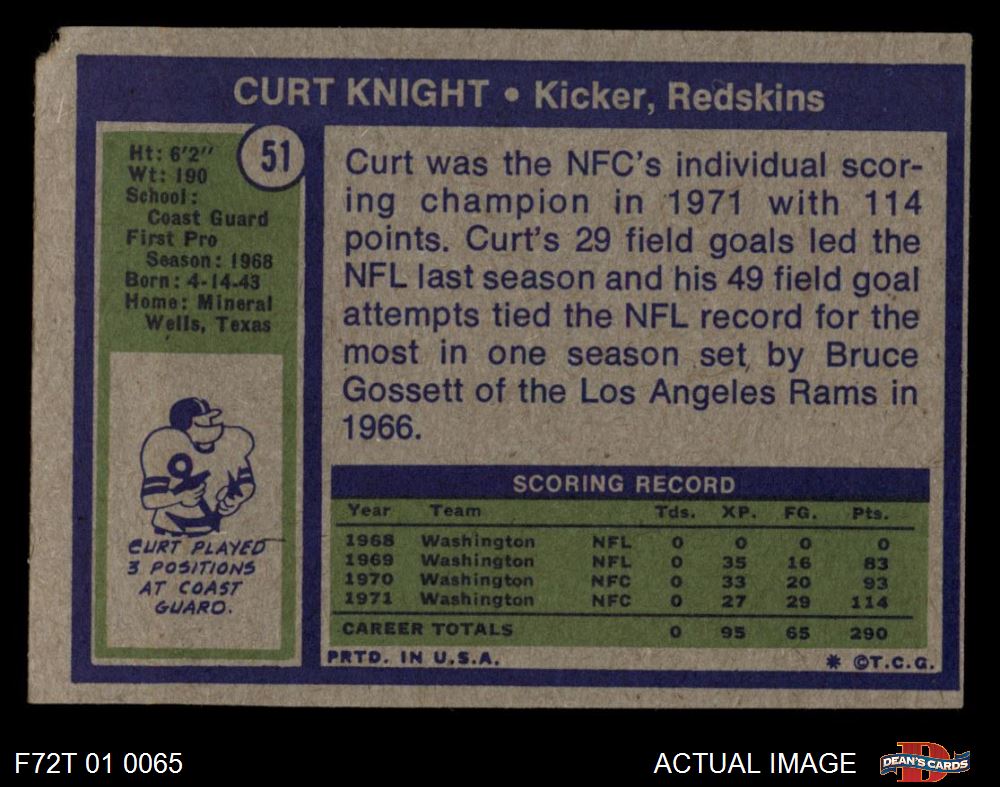 CURT KNIGHT • Kicker, Redskins
51
Ht: 6'2"
Wt: 190
School:
Coast Guard
First Pro
Season: 1968
Born: 4-14-43
Home: Mineral
Wells, Texas
CURT PLAYED
3 POSITIONS
AT COAST
GUARD.
Curt was the NFC's individual scor-
ing champion in 1971 with 114
points. Curt's 29 field goals led the
NFL last season and his 49 field goal
attempts tied the NFL record for the
most in one season set by Bruce
Gossett of the Los Angeles Rams in
1966.
SCORING RECORD
Year Team Tds. XP. FG. Pts.
1968 Washington NFL 0 0 0 0
1969 Washington NFL 0 35 16 83
1970 Washington NFC 0 33 20 93
1971 Washington NFC 0 27 29 114
CAREER TOTALS 0 95 65 290
PRTD. IN U.S.A. * ©T.C.G.
F72T 01 0065 ACTUAL IMAGE D DEAN'S CARDS